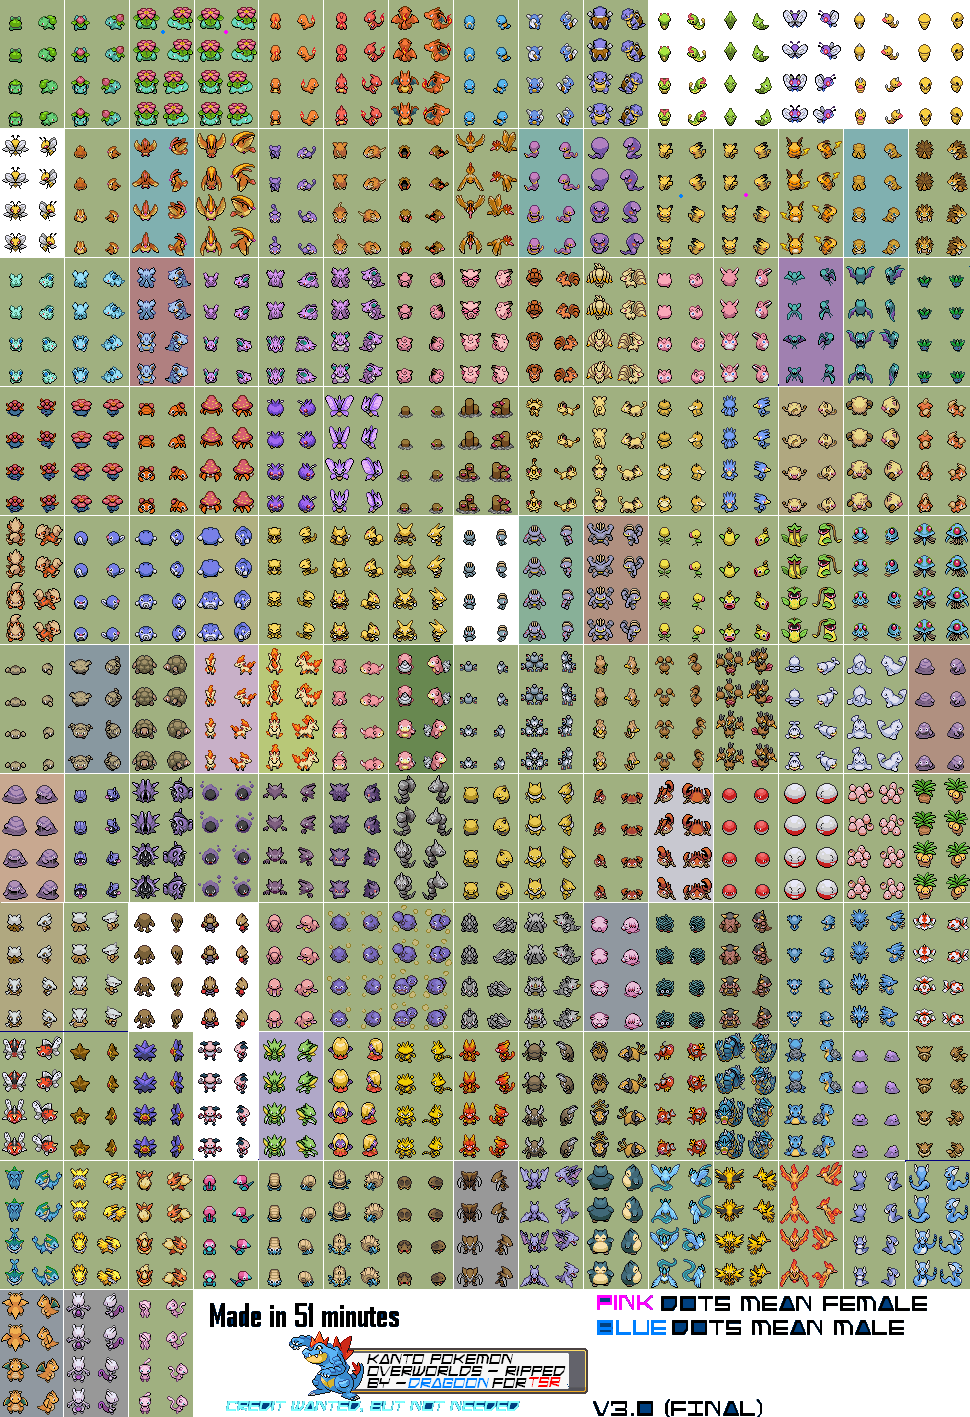 Made in 51 minutes
PINK DOTS MEAN FEMALE
BLUE DOTS MEAN MALE
KANTO POKEMON
OVERWORLDS - RIPPED
BY - DRAGOON FOR TSR
CREDIT WANTED, BUT NOT NEEDED
V3.0 (FINAL)